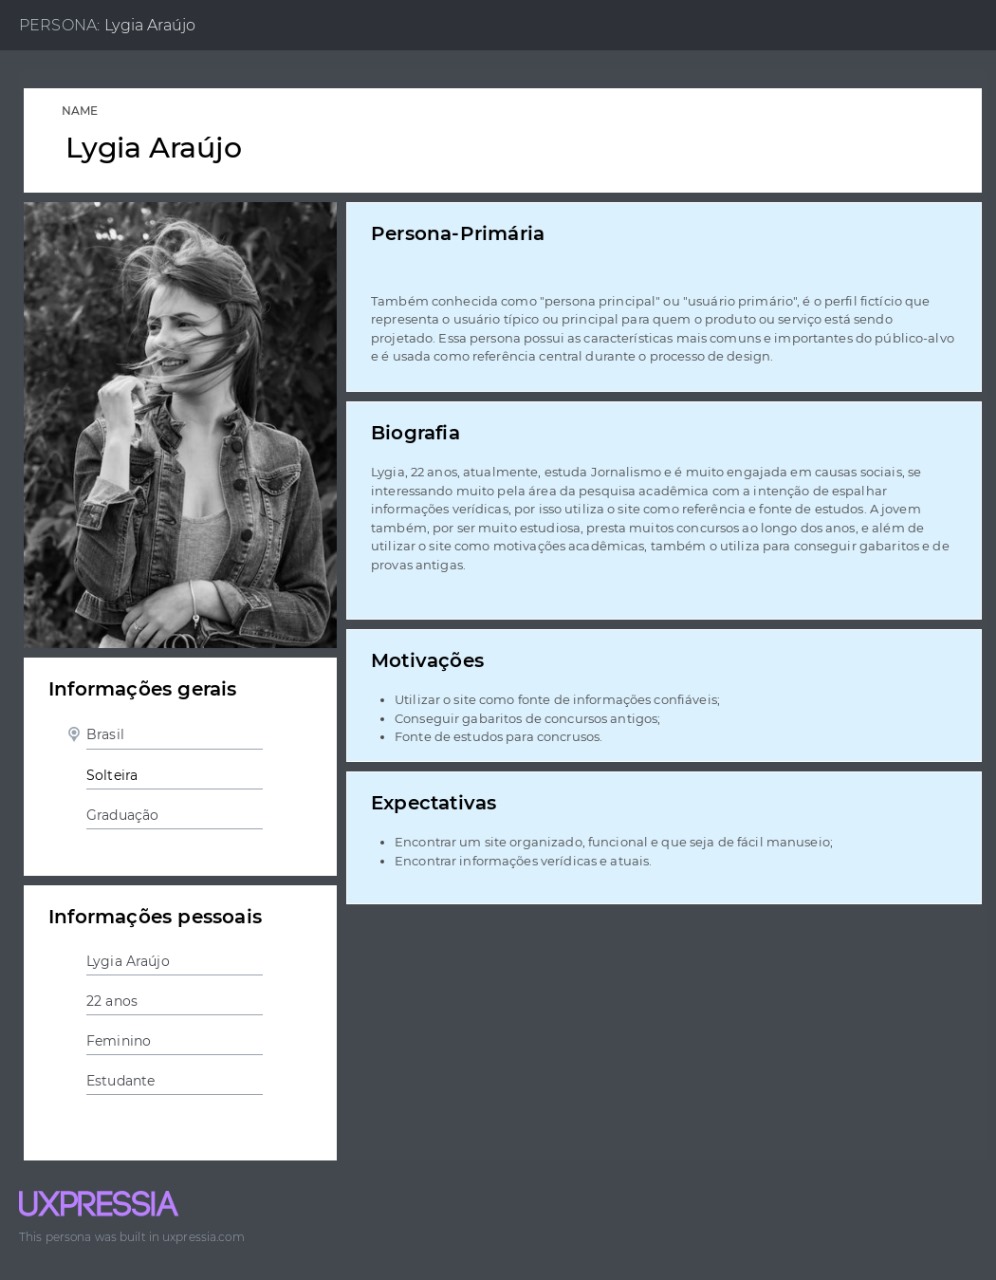 PERSONA: Lygia Araújo
NAME
Lygia Araújo
Persona-Primária
Também conhecida como "persona principal" ou "usuário primário", é o perfil fictício que
representa o usuário típico ou principal para quem o produto ou serviço está sendo
projetado. Essa persona possui as características mais comuns e importantes do público-alvo
e é usada como referência central durante o processo de design.
Biografia
Lygia, 22 anos, atualmente, estuda Jornalismo e é muito engajada em causas sociais, se
interessando muito pela área da pesquisa acadêmica com a intenção de espalhar
informações verídicas, por isso utiliza o site como referência e fonte de estudos. A jovem
também, por ser muito estudiosa, presta muitos concursos ao longo dos anos, e além de
utilizar o site como motivações acadêmicas, também o utiliza para conseguir gabaritos e de
provas antigas.
Motivações
• Utilizar o site como fonte de informações confiáveis;
• Conseguir gabaritos de concursos antigos;
• Fonte de estudos para concrusos.
Expectativas
• Encontrar um site organizado, funcional e que seja de fácil manuseio;
• Encontrar informações verídicas e atuais.
Informações gerais
Brasil
Solteira
Graduação
Informações pessoais
Lygia Araújo
22 anos
Feminino
Estudante
UXPRESSIA
This persona was built in uxpressia.com